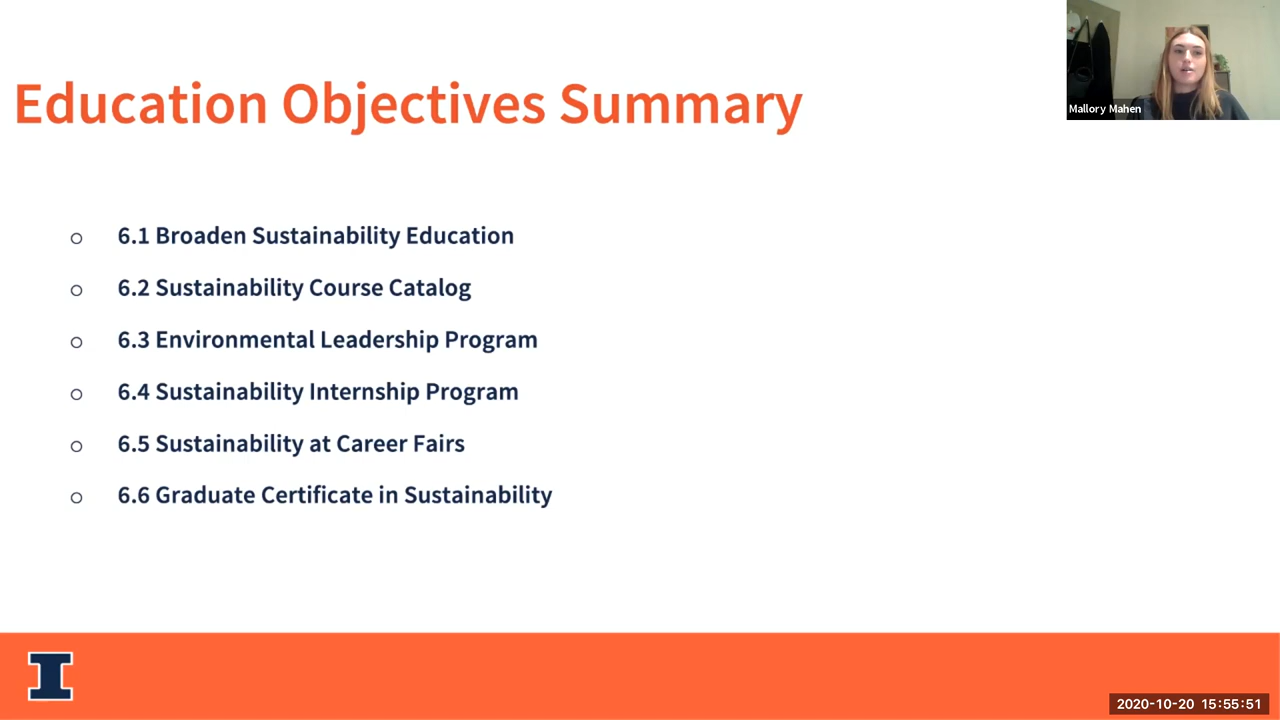 Education Objectives Summary
Mallory Mahen
6.1 Broaden Sustainability Education
6.2 Sustainability Course Catalog
6.3 Environmental Leadership Program
6.4 Sustainability Internship Program
6.5 Sustainability at Career Fairs
6.6 Graduate Certificate in Sustainability
I
2020-10-20 15:55:51